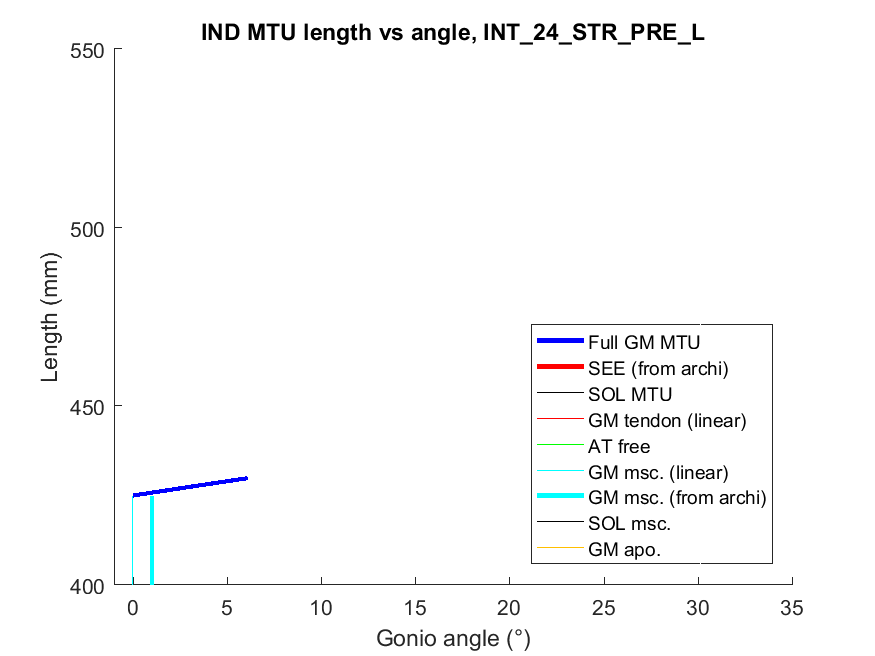 IND MTU length vs angle, INT_24_STR_PRE_L
550
500
450
400
Length (mm)
0 5 10 15 20 25 30 35
Gonio angle (°)
Full GM MTU
SEE (from archi)
SOL MTU
GM tendon (linear)
AT free
GM msc. (linear)
GM msc. (from archi)
SOL msc.
GM apo.